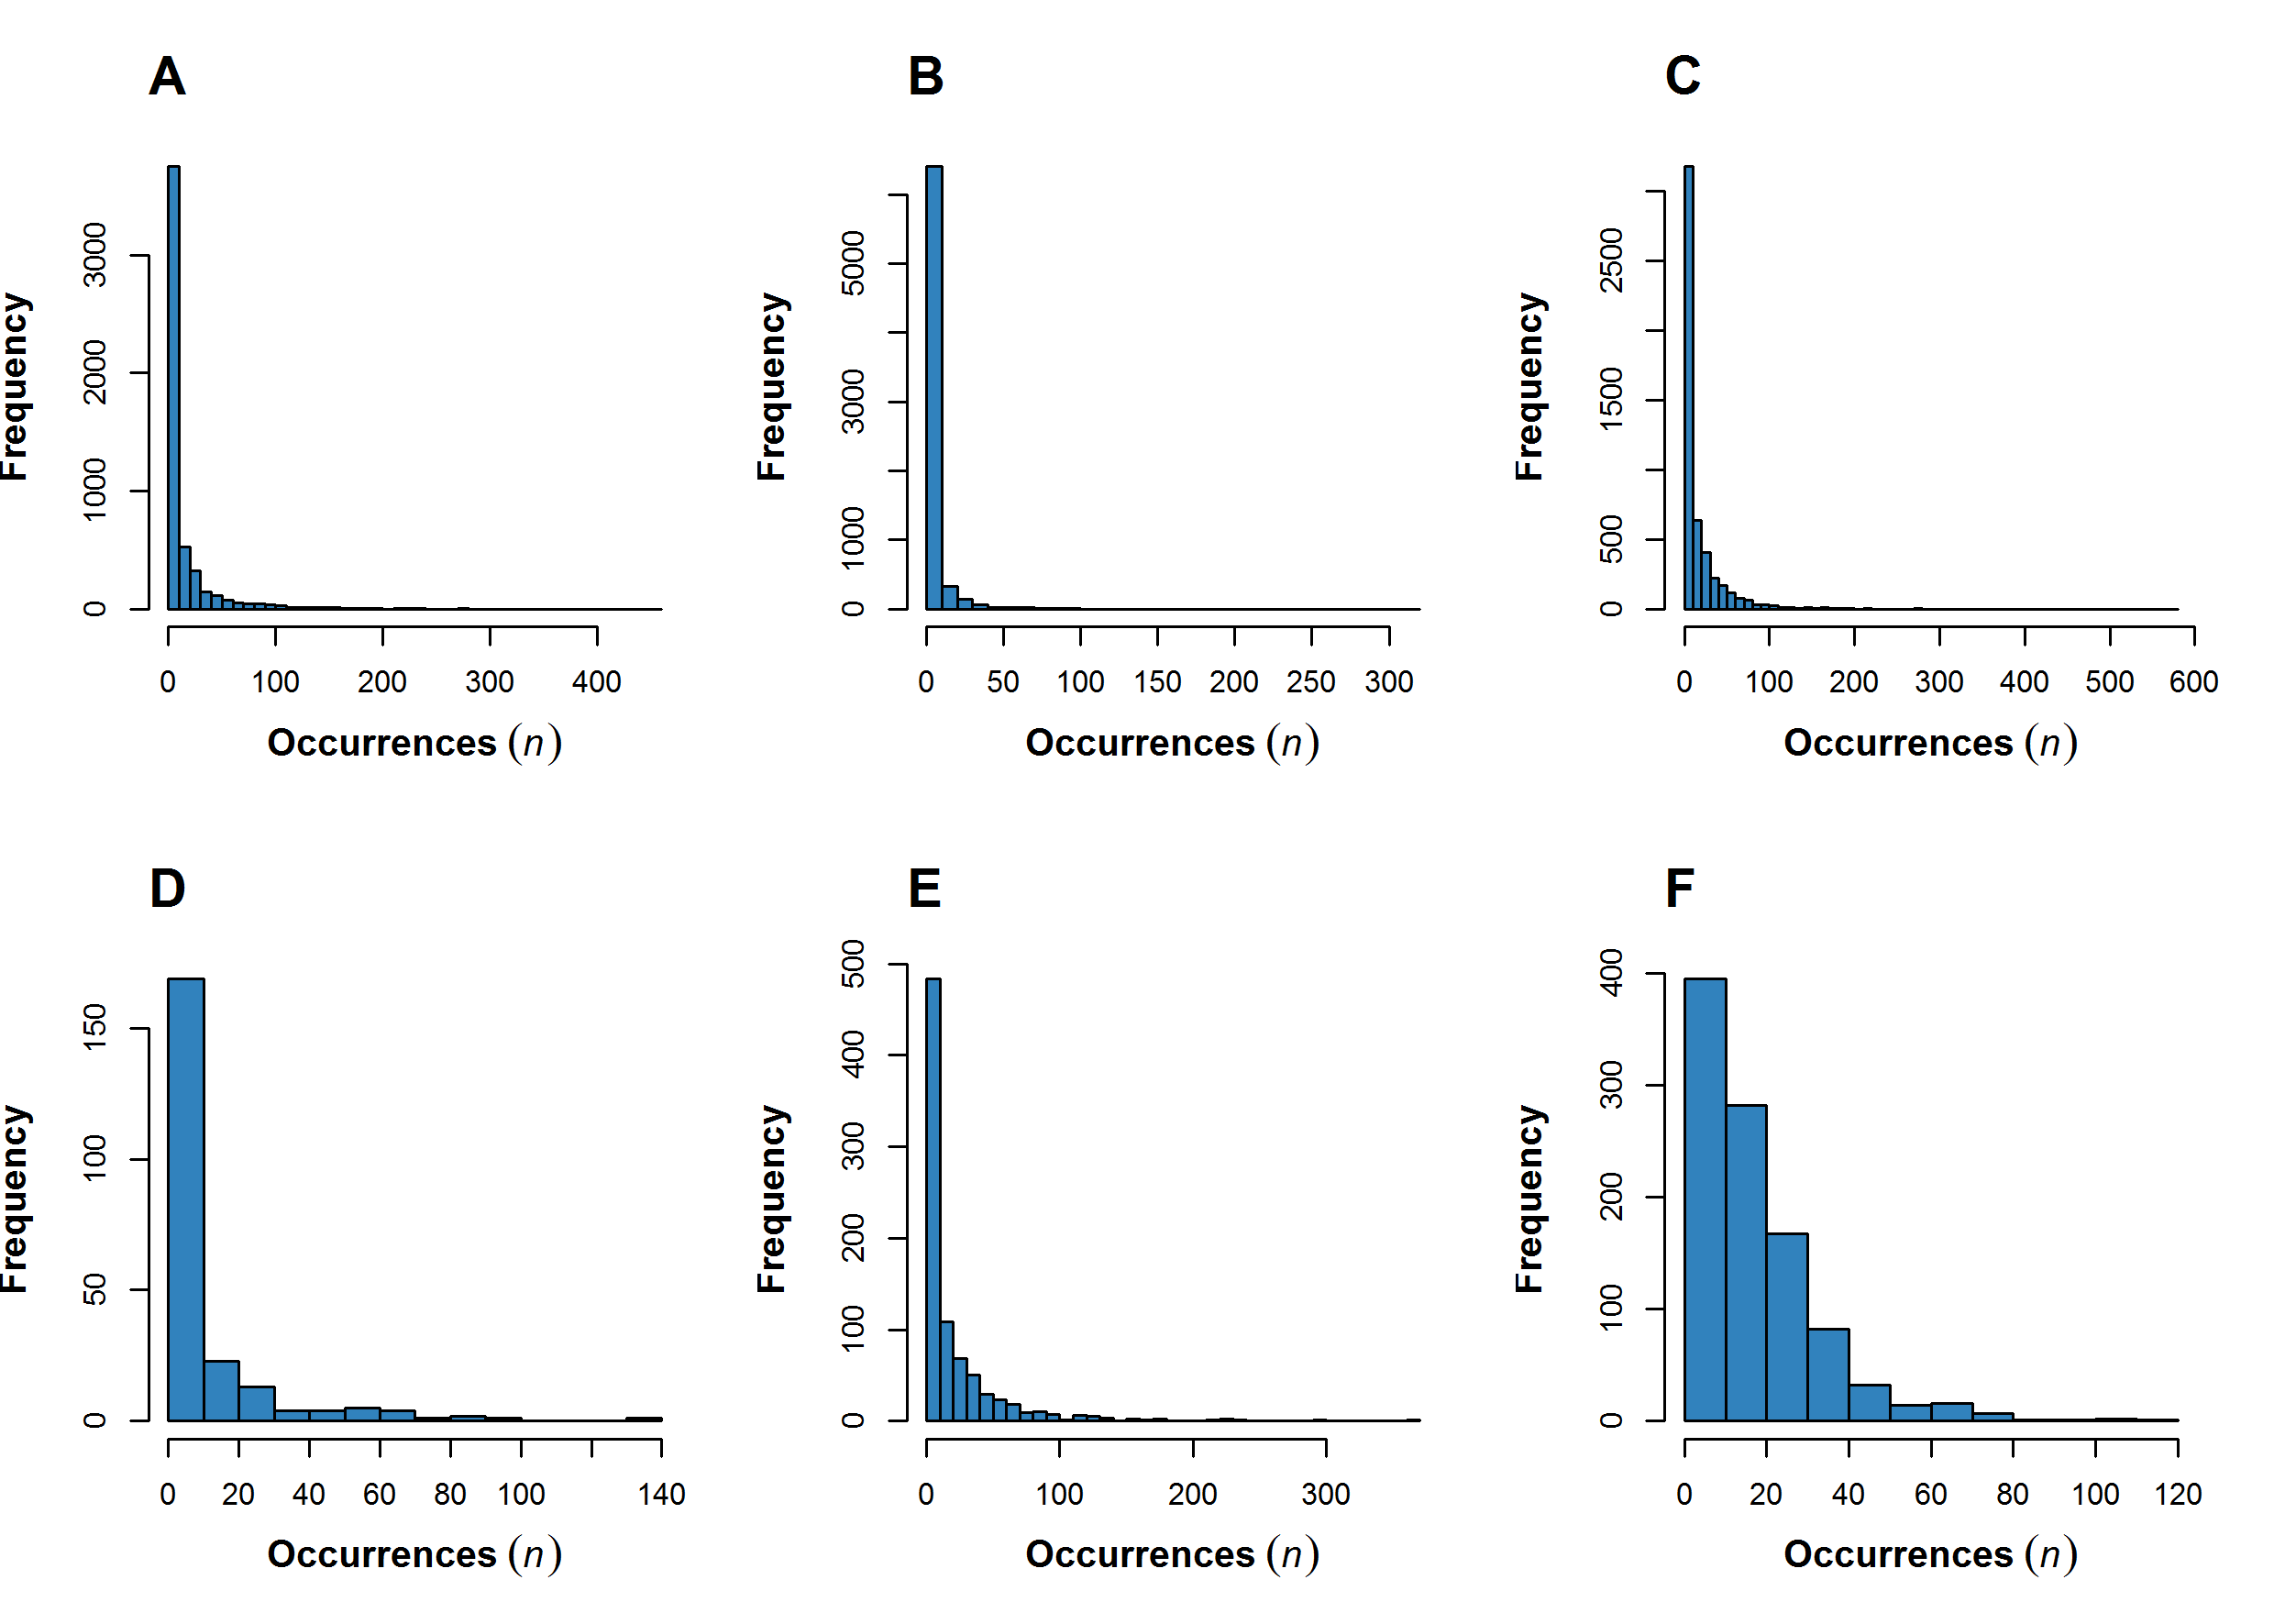 A
B
C
Frequency
0 1000 2000 3000
0 100 200 300 400
Occurrences (n)
Frequency
0 1000 3000 5000
0 50 100 150 200 250 300
Occurrences (n)
Frequency
0 500 1500 2500
0 100 200 300 400 500 600
Occurrences (n)
D
E
F
Frequency
0 50 100 150
0 20 40 60 80 100 140
Occurrences (n)
Frequency
0 100 200 300 400 500
0 100 200 300
Occurrences (n)
Frequency
0 100 200 300 400
0 20 40 60 80 100 120
Occurrences (n)